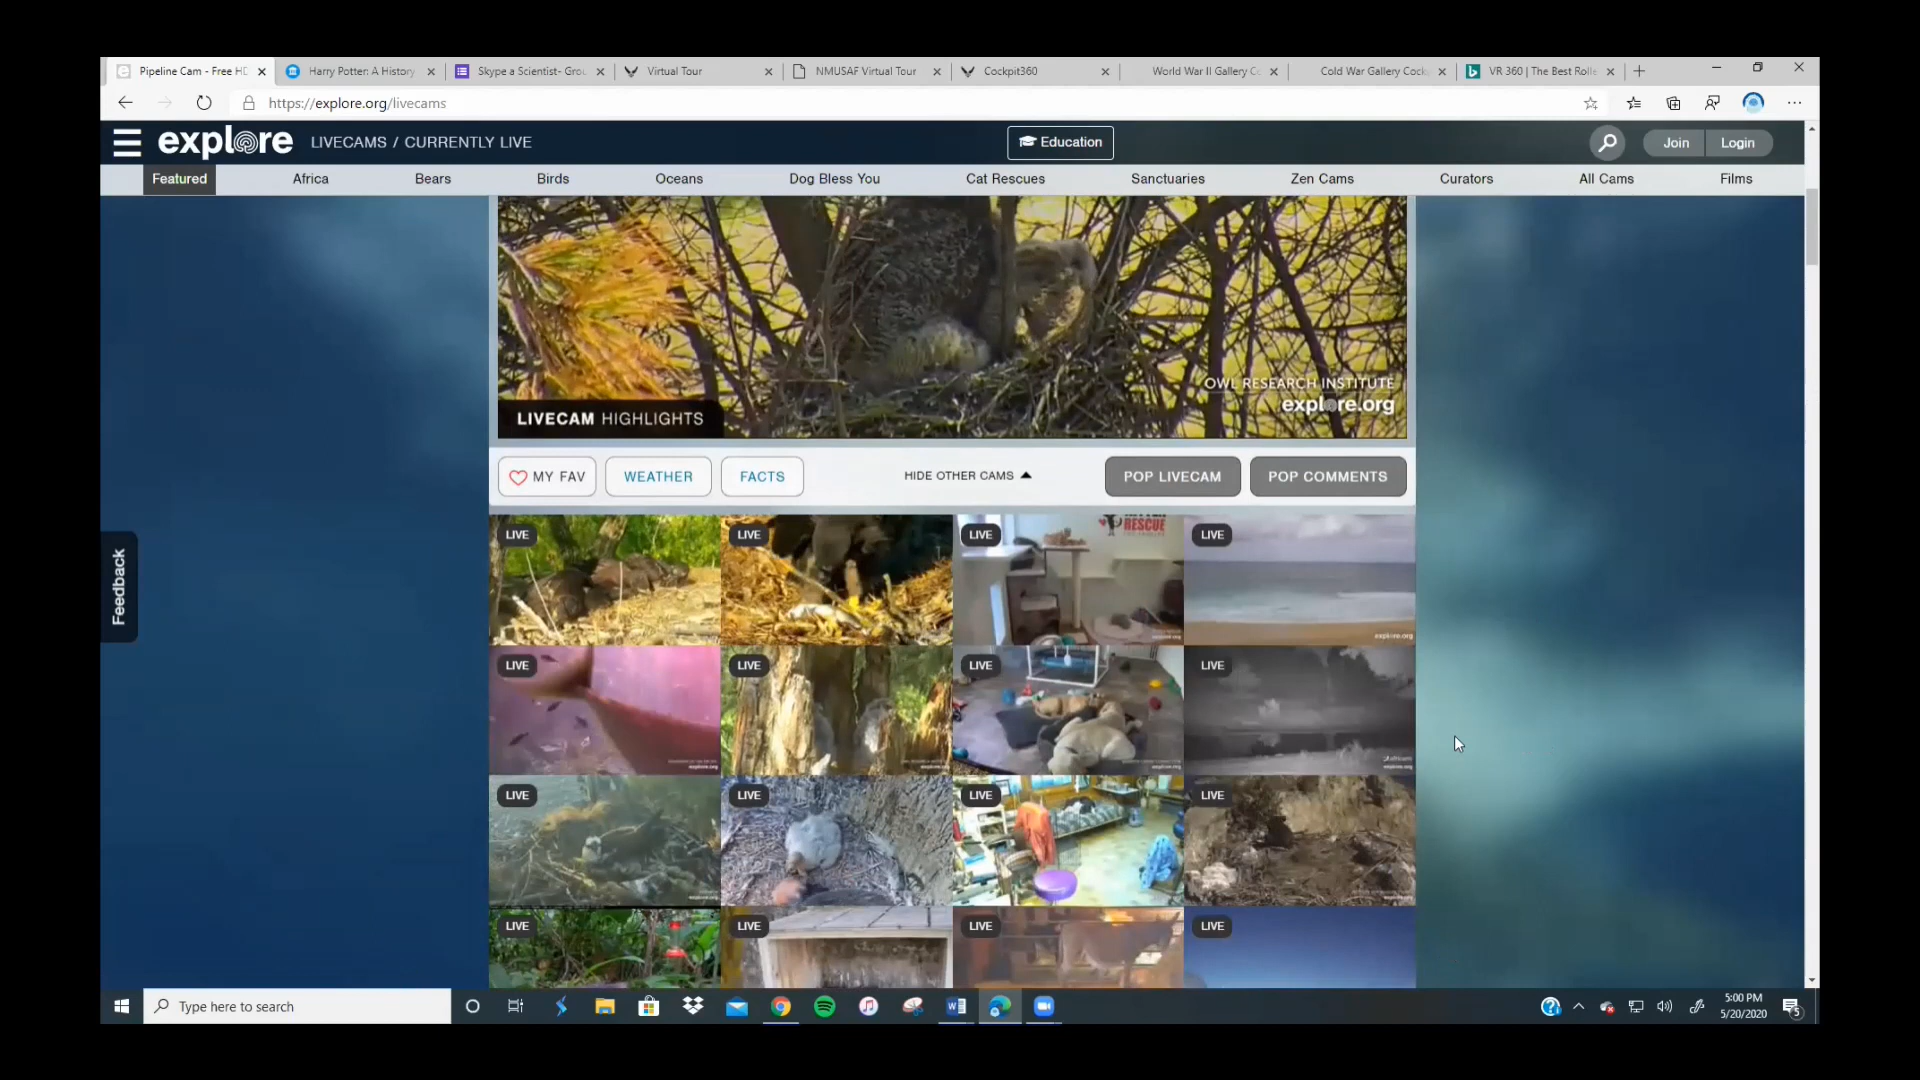 Pipeline Cam - Free HD
Harry Potter: A History
Skype a Scientist- Grou
Virtual Tour
NMUSAF Virtual Tour
Cockpit360
World War II Gallery Co
Cold War Gallery Cock
VR 360 | The Best Rolle
https://explore.org/livecams
explore
LIVECAMS / CURRENTLY LIVE
Education
Join
Login
Featured
Africa
Bears
Birds
Oceans
Dog Bless You
Cat Rescues
Sanctuaries
Zen Cams
Curators
All Cams
Films
OWL RESEARCH INSTITUTE
explore.org
LIVECAM HIGHLIGHTS
MY FAV
WEATHER
FACTS
HIDE OTHER CAMS
POP LIVECAM
POP COMMENTS
Feedback
LIVE
LIVE
LIVE
RESCUE
LIVE
explore.org
LIVE
LIVE
LIVE
LIVE
LIVE
LIVE
LIVE
LIVE
LIVE
LIVE
LIVE
LIVE
Type here to search
5:00 PM
5/20/2020
5